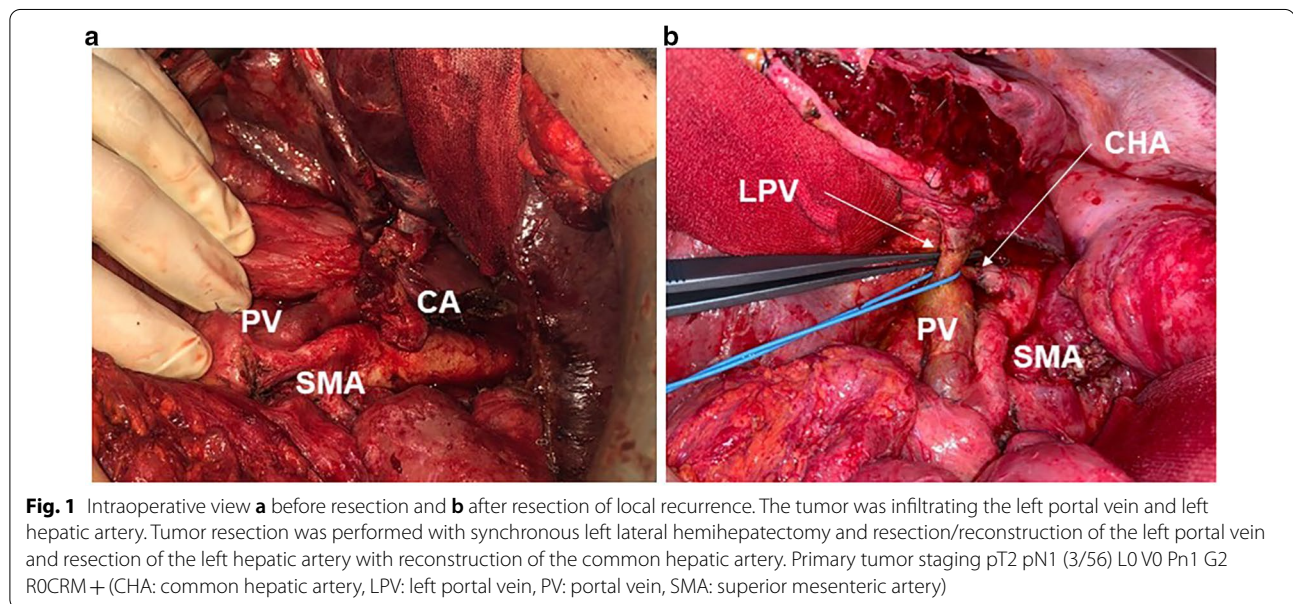 a
b
PV
CA
SMA
LPV
CHA
PV
SMA
Fig. 1 Intraoperative view a before resection and b after resection of local recurrence. The tumor was infiltrating the left portal vein and left
hepatic artery. Tumor resection was performed with synchronous left lateral hemihepatectomy and resection/reconstruction of the left portal vein
and resection of the left hepatic artery with reconstruction of the common hepatic artery. Primary tumor staging pT2 pN1 (3/56) L0 V0 Pn1 G2
R0CRM + (CHA: common hepatic artery, LPV: left portal vein, PV: portal vein, SMA: superior mesenteric artery)